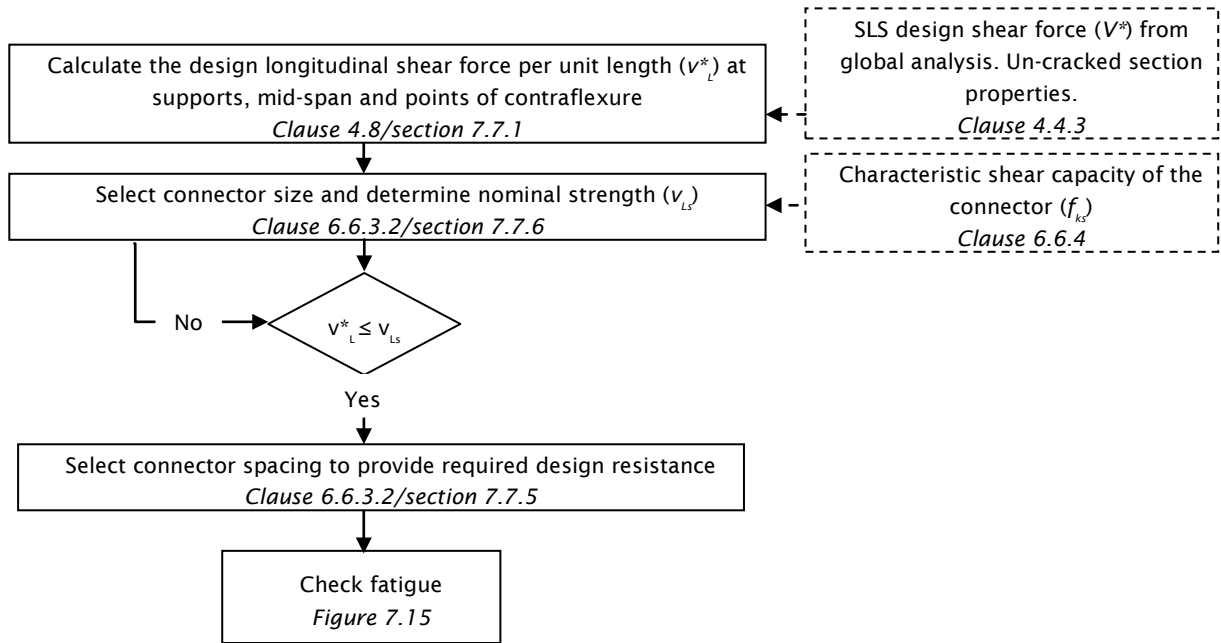 Calculate the design longitudinal shear force per unit length (v*L) at
supports, mid-span and points of contraflexure
Clause 4.8/section 7.7.1
SLS design shear force (V*) from
global analysis. Un-cracked section
properties.
Clause 4.4.3
Select connector size and determine nominal strength (vLs)
Clause 6.6.3.2/section 7.7.6
Characteristic shear capacity of the
connector (fks)
Clause 6.6.4
No
v*L ≤ vLs
Yes
Select connector spacing to provide required design resistance
Clause 6.6.3.2/section 7.7.5
Check fatigue
Figure 7.15